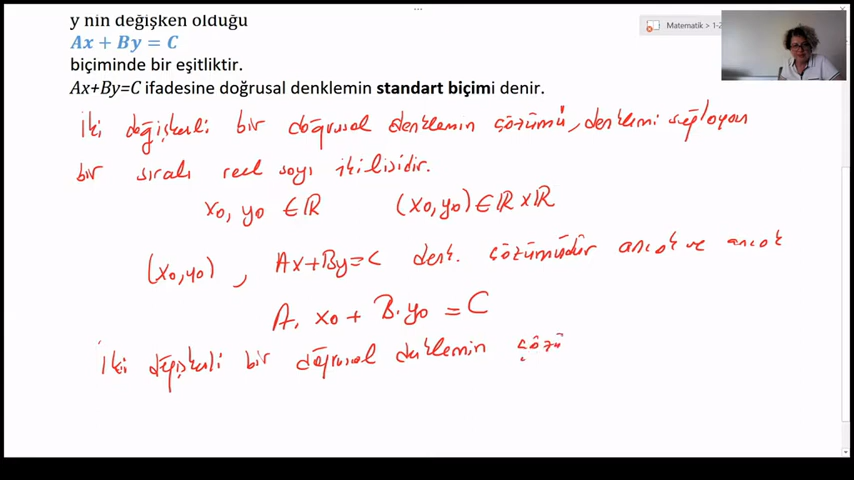 y nin değişken olduğu
Matematik > 1-2
Ax + By = C
biçiminde bir eşitliktir.
Ax+By=C ifadesine doğrusal denklemin standart biçimi denir.
İki değişkenli bir doğrusal denklemin çözümü, denklemi sağlayan
bir sıralı reel sayı ikilisidir.
x0, y0 ∈ ℝ (x0, y0) ∈ ℝ x ℝ
(x0, y0), Ax+By=C denk. çözümüdür ancak ve ancak
A. x0 + B. y0 = C
İki değişkenli bir doğrusal denklemin çözü